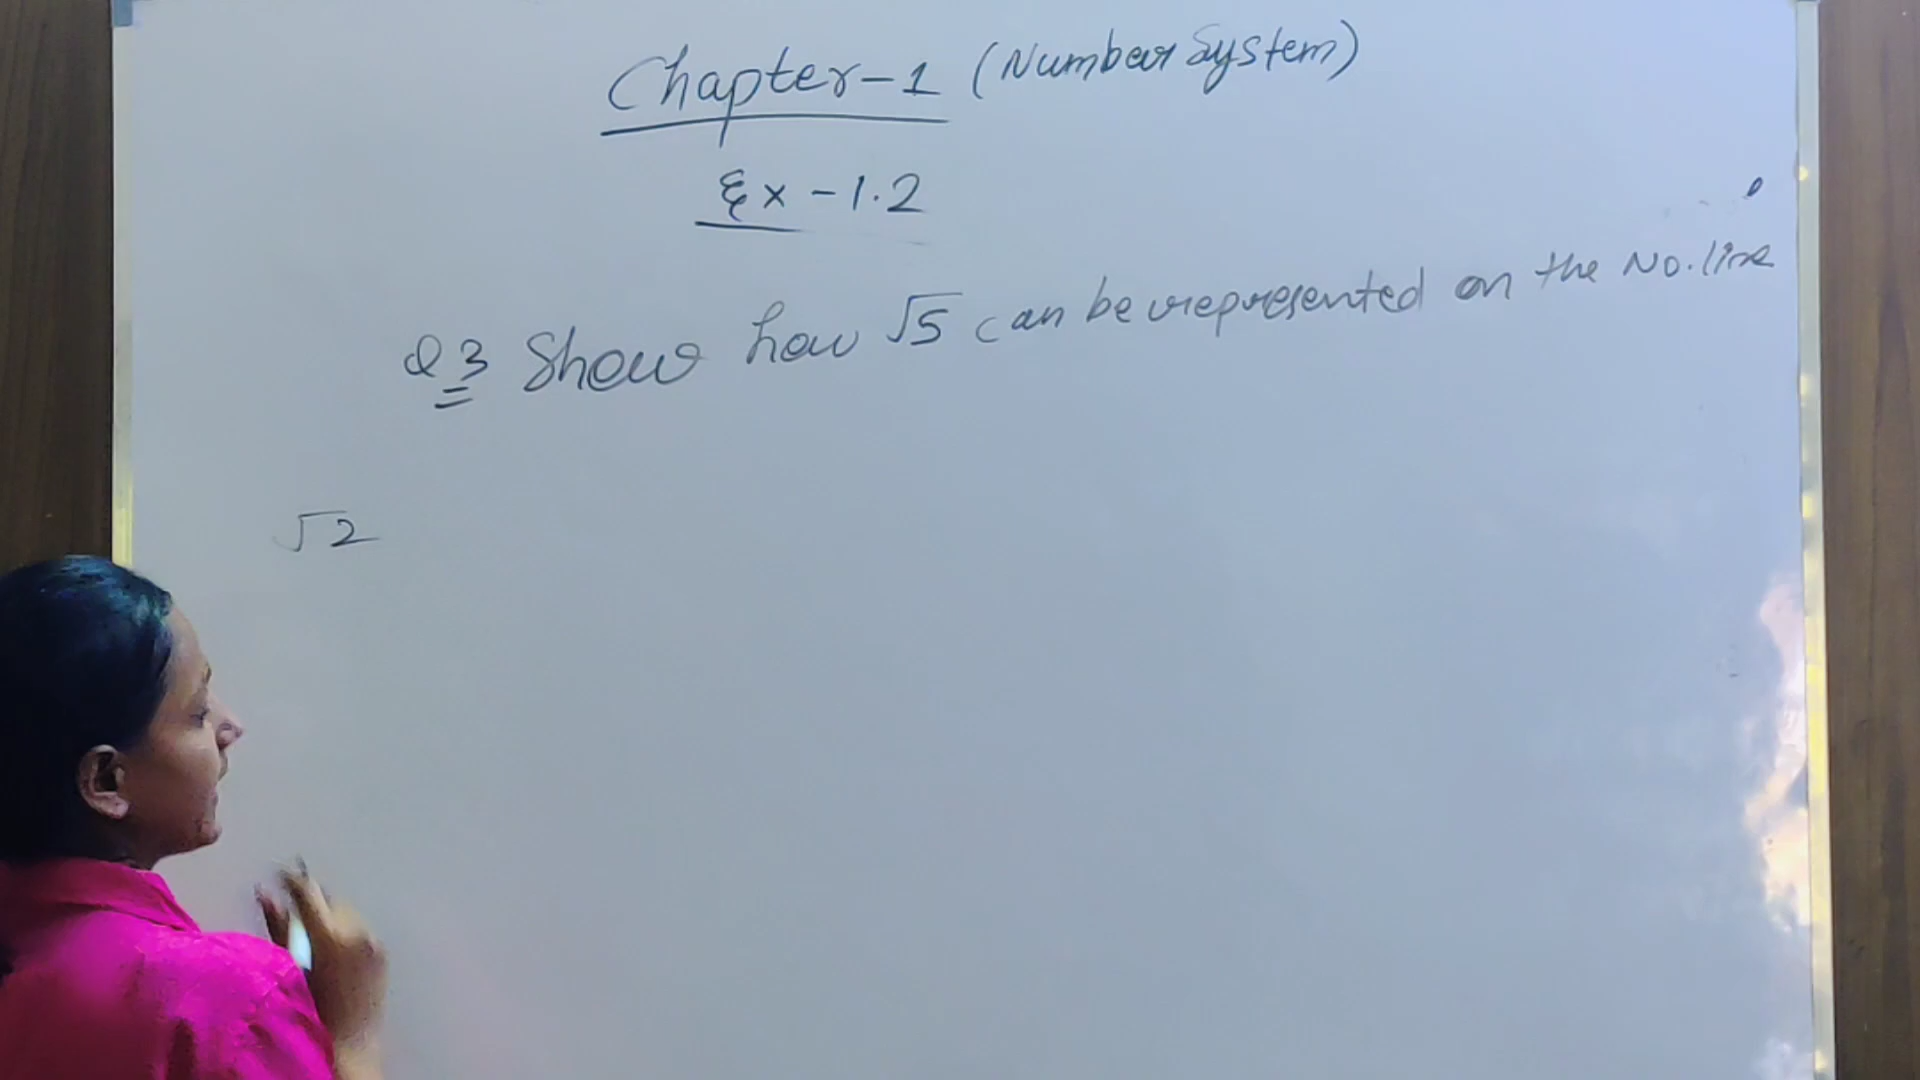 Chapter-1 (Number System)
Ex-1.2
Q3 Show how √5 can be represented on the No. line
√2